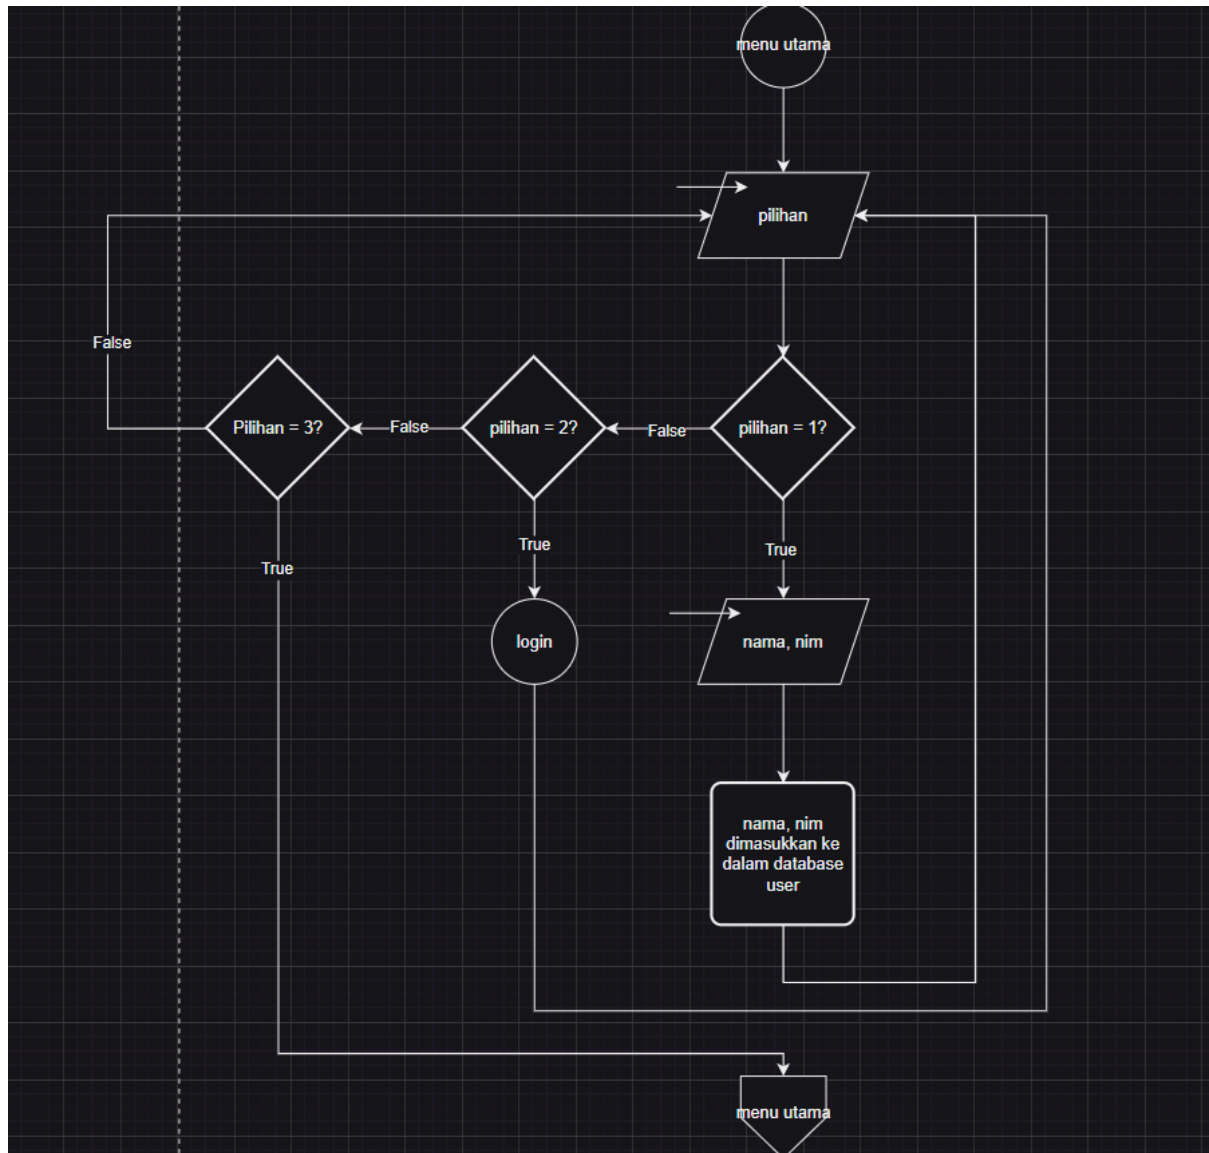 menu utama
pilihan
False
Pilihan = 3?
False
pilihan = 2?
False
pilihan = 1?
True
True
True
login
nama, nim
nama, nim
dimasukkan ke
dalam database
user
menu utama